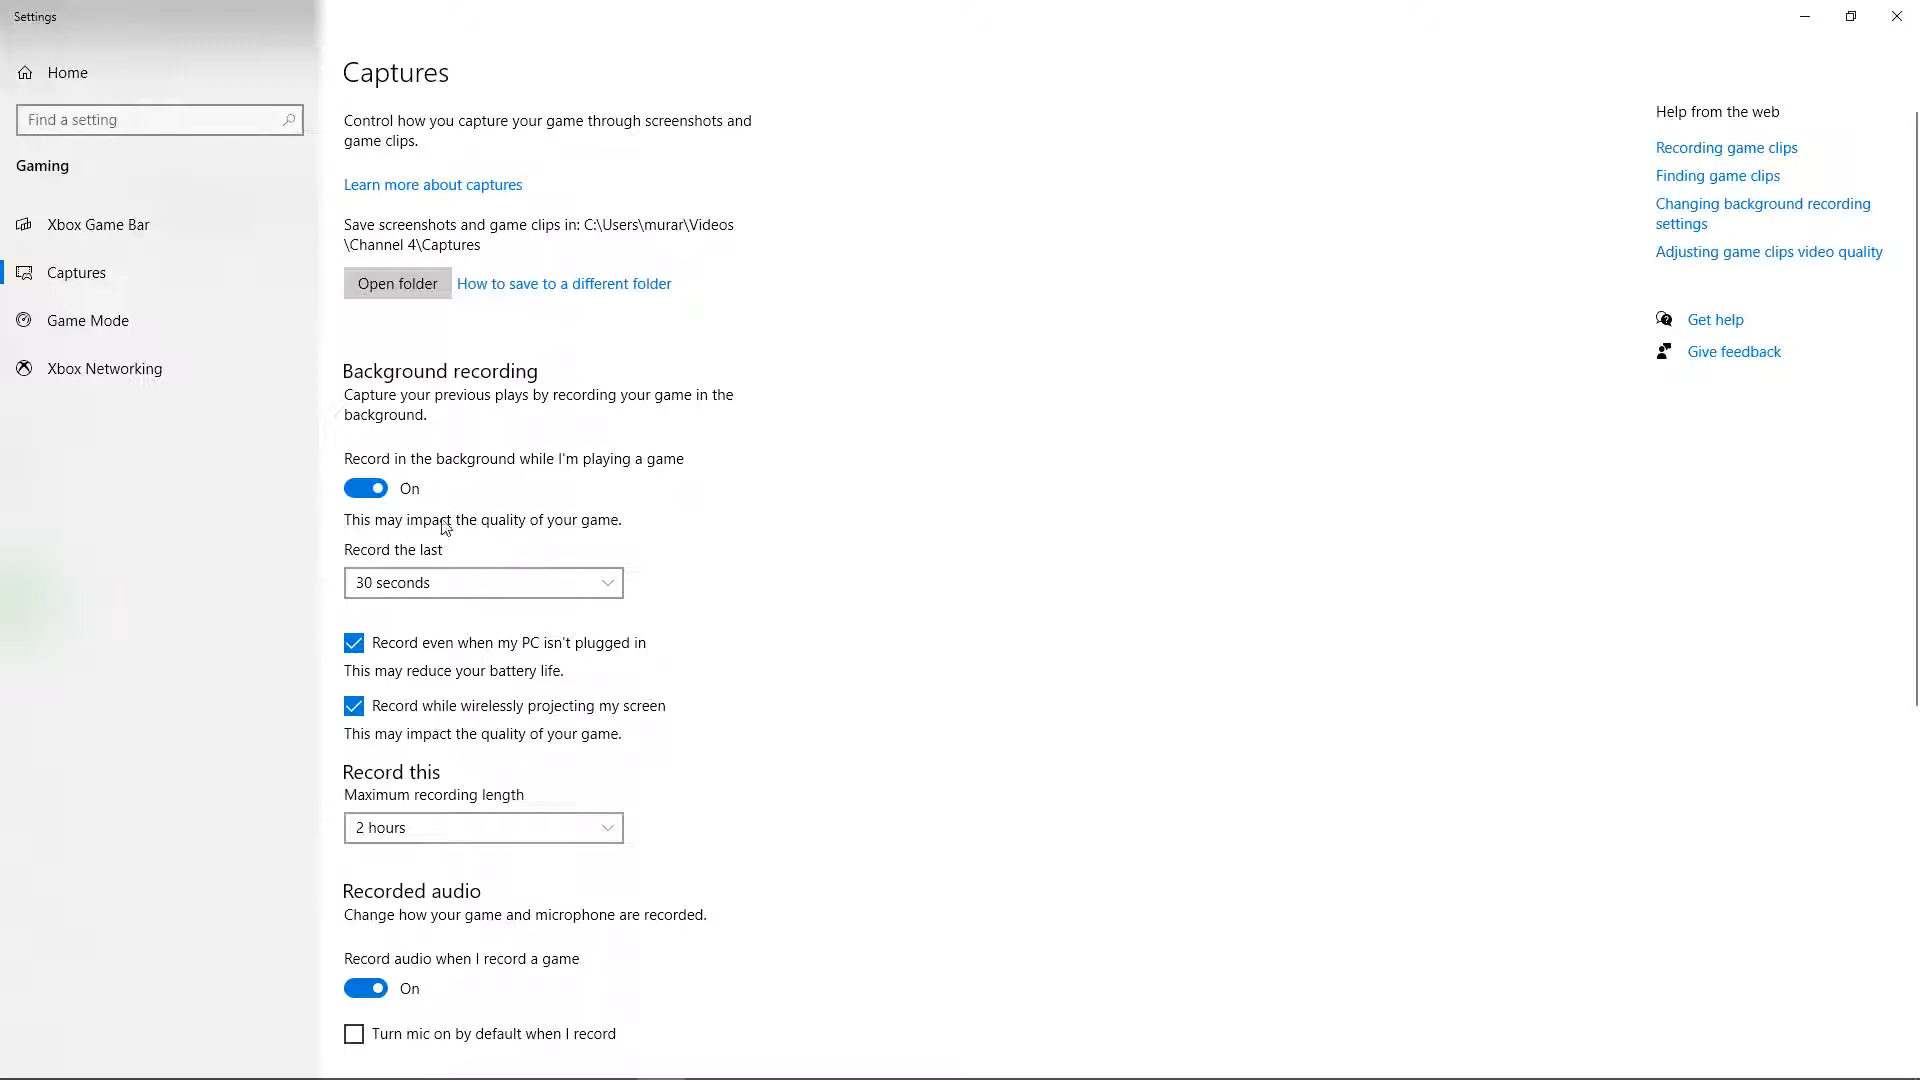 Settings
Home
Find a setting
Gaming
Xbox Game Bar
Captures
Game Mode
Xbox Networking
Captures
Control how you capture your game through screenshots and
game clips.
Learn more about captures
Save screenshots and game clips in: C:\Users\murar\Videos
\Channel 4\Captures
Open folder
How to save to a different folder
Background recording
Capture your previous plays by recording your game in the
background.
Record in the background while I'm playing a game
On
This may impact the quality of your game.
Record the last
30 seconds
Record even when my PC isn't plugged in
This may reduce your battery life.
Record while wirelessly projecting my screen
This may impact the quality of your game.
Record this
Maximum recording length
2 hours
Recorded audio
Change how your game and microphone are recorded.
Record audio when I record a game
On
Turn mic on by default when I record
Help from the web
Recording game clips
Finding game clips
Changing background recording
settings
Adjusting game clips video quality
Get help
Give feedback